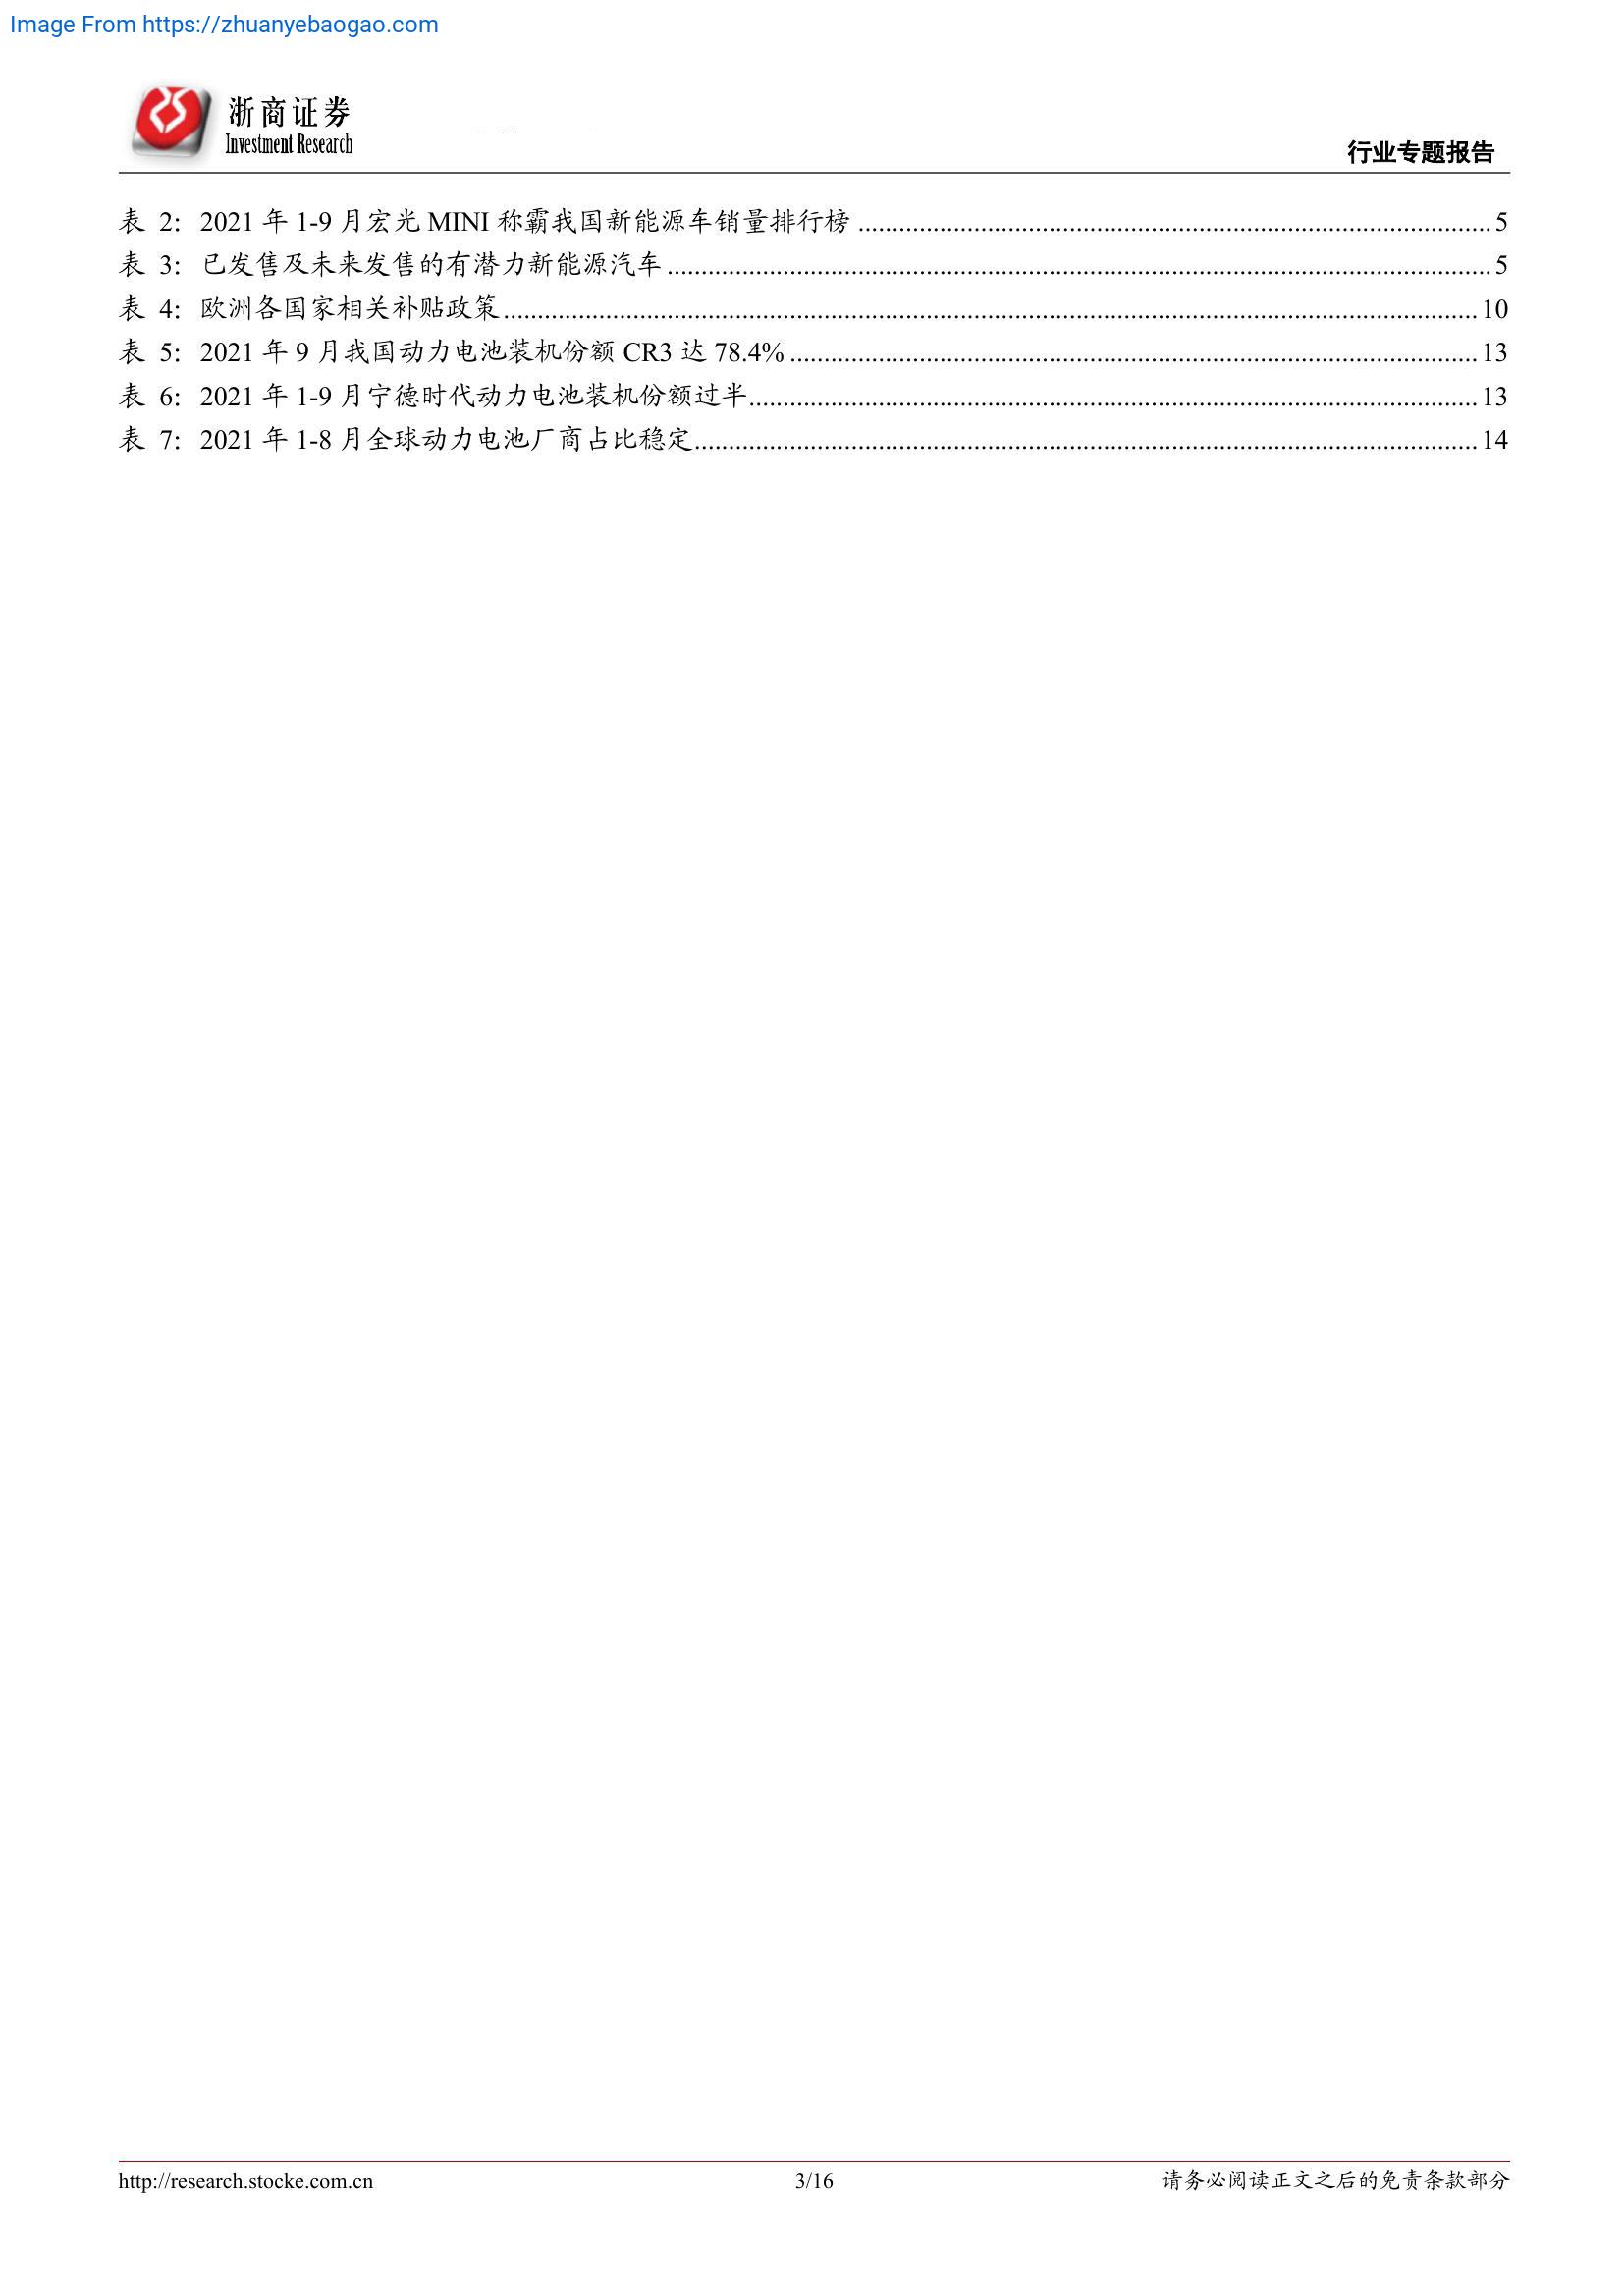 Image From https://zhuanyebaogao.com
浙商证券
Investment Research
行业专题报告
表 2: 2021 年 1-9 月宏光 MINI 称霸我国新能源车销量排行榜 ........................ 5
表 3: 已发售及未来发售的有潜力新能源汽车 ........................ 5
表 4: 欧洲各国家相关补贴政策 ........................ 10
表 5: 2021 年 9 月我国动力电池装机份额 CR3 达 78.4% ........................ 13
表 6: 2021 年 1-9 月宁德时代动力电池装机份额过半 ........................ 13
表 7: 2021 年 1-8 月全球动力电池厂商占比稳定 ........................ 14
http://research.stocke.com.cn 3/16 请务必阅读正文之后的免责条款部分